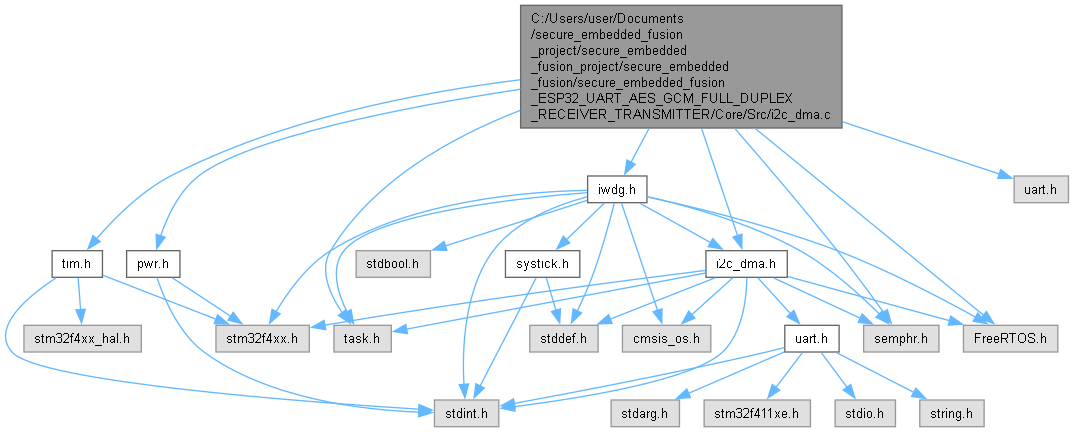 C:/Users/user/Documents
/secure_embedded_fusion
_project/secure_embedded
_fusion_project/secure_embedded
_fusion/secure_embedded_fusion
_ESP32_UART_AES_GCM_FULL_DUPLEX
_RECEIVER_TRANSMITTER/Core/Src/i2c_dma.c
iwdg.h
uart.h
tim.h
pwr.h
stdbool.h
systick.h
i2c_dma.h
stm32f4xx_hal.h
stm32f4xx.h
task.h
stddef.h
cmsis_os.h
uart.h
semphr.h
FreeRTOS.h
stdint.h
stdarg.h
stm32f411xe.h
stdio.h
string.h